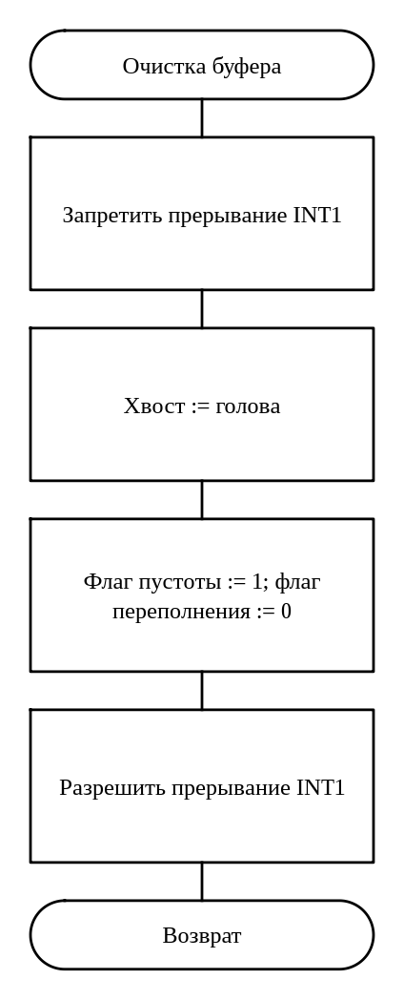 Очистка буфера
Запретить прерывание INT1
Хвост := голова
Флаг пустоты := 1; флаг
переполнения := 0
Разрешить прерывание INT1
Возврат